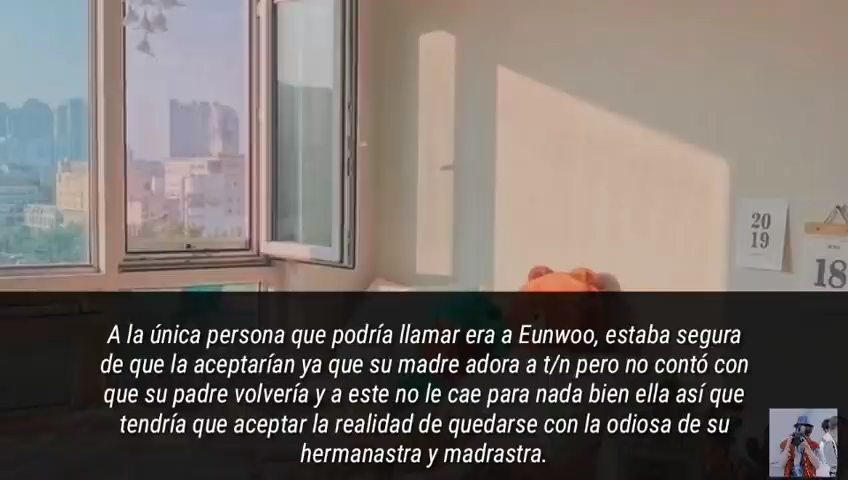 20
19
18
A la única persona que podría llamar era a Eunwoo, estaba segura
de que la aceptarían ya que su madre adora a t/n pero no contó con
que su padre volvería y a este no le cae para nada bien ella así que
tendría que aceptar la realidad de quedarse con la odiosa de su
hermanastra y madrastra.